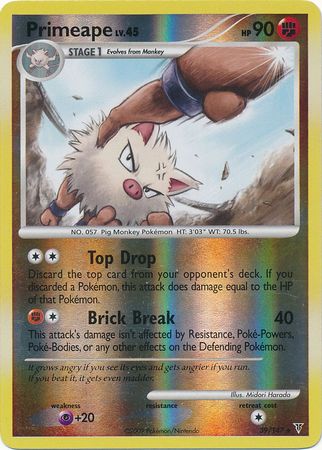 Primeape LV.45 HP 90
STAGE 1 Evolves from Mankey
NO. 057 Pig Monkey Pokémon HT: 3'03" WT: 70.5 lbs.
Top Drop
Discard the top card from your opponent's deck. If you
discarded a Pokémon, this attack does damage equal to the HP
of that Pokémon.
Brick Break 40
This attack's damage isn't affected by Resistance, Poké-Powers,
Poké-Bodies, or any other effects on the Defending Pokémon.
It grows angry if you see its eyes and gets angrier if you run.
If you beat it, it gets even madder.
Illus. Midori Harada
weakness resistance retreat cost
+20
©2009 Pokémon/Nintendo 39/147